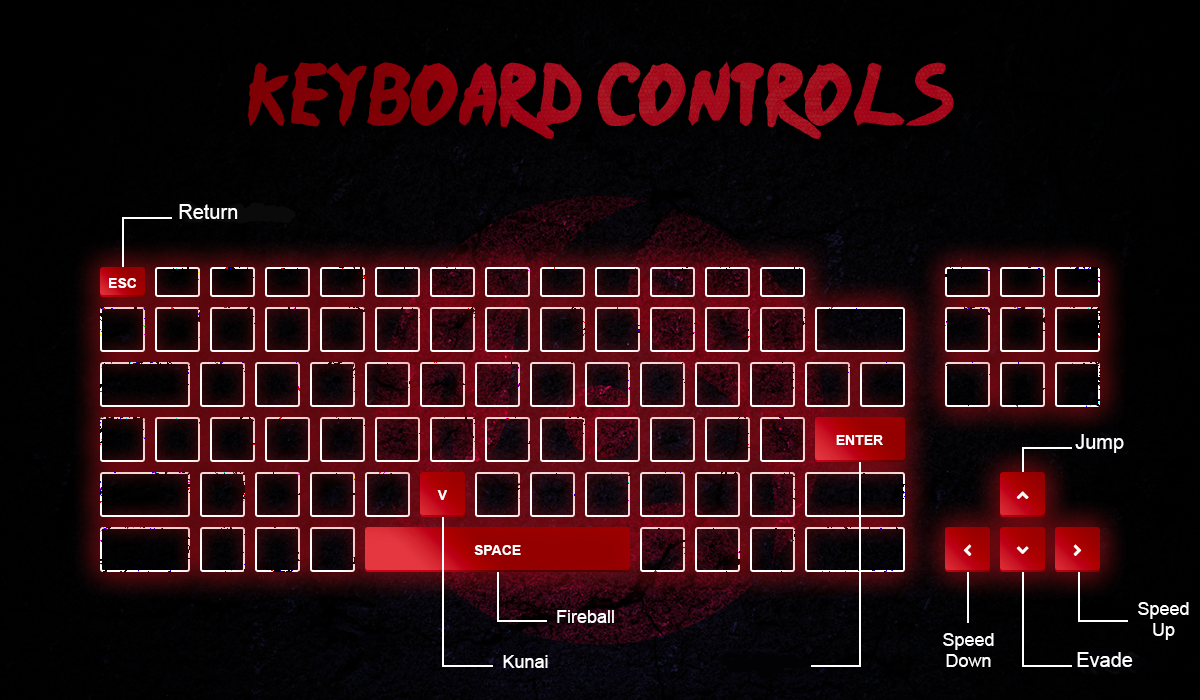 KEYBOARD CONTROLS
Return
ESC
ENTER
Jump
V
SPACE
Fireball
Kunai
Speed
Down
Evade
Speed
Up